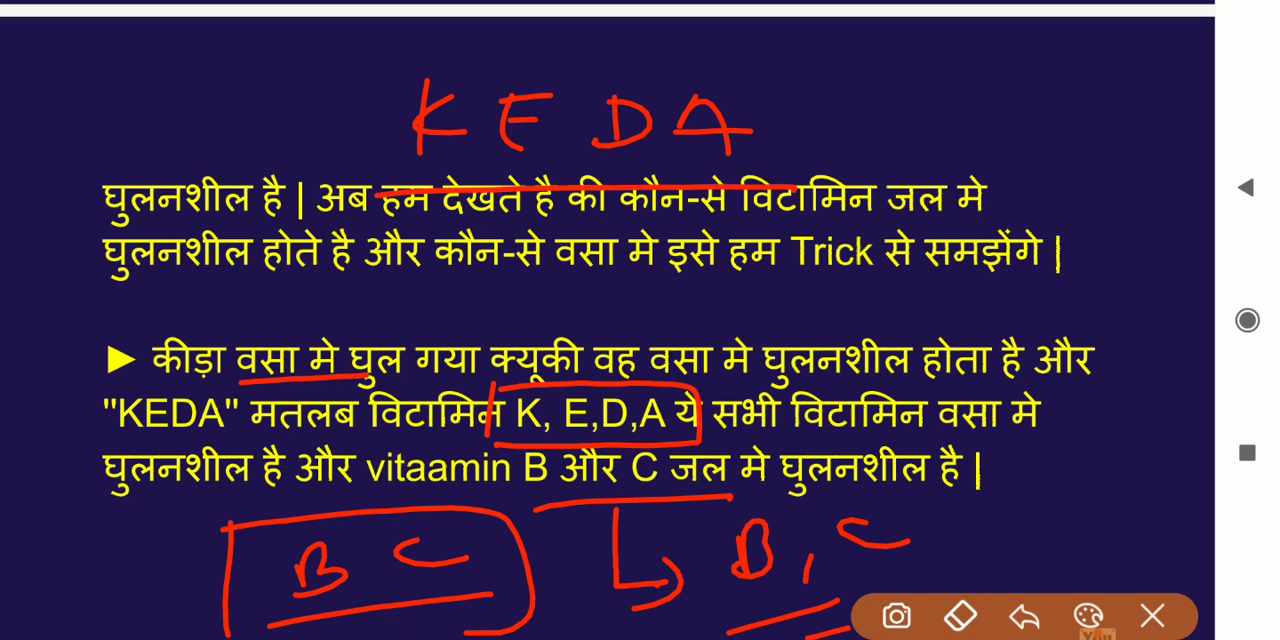 KEDA
घुलनशील है | अब हम देखते है की कौन-से विटामिन जल मे
घुलनशील होते है और कौन-से वसा मे इसे हम Trick से समझेंगे |
► कीड़ा वसा मे घुल गया क्यूकी वह वसा मे घुलनशील होता है और
"KEDA" मतलब विटामिन K, E,D,A ये सभी विटामिन वसा मे
घुलनशील है और vitaamin B और C जल मे घुलनशील है |
B C
B, C